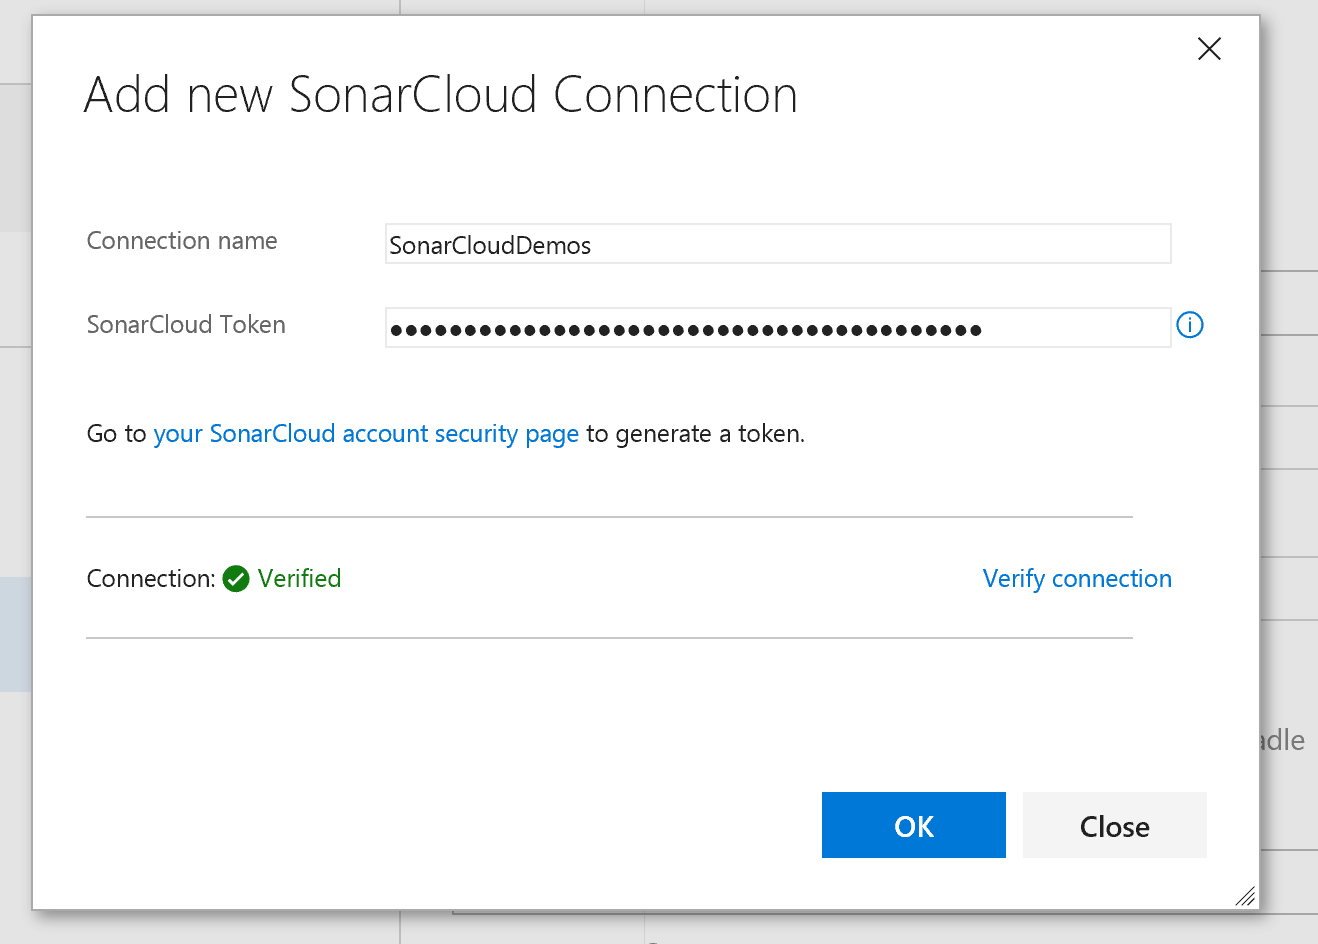 Add new SonarCloud Connection
Connection name
SonarCloudDemos
SonarCloud Token
●●●●●●●●●●●●●●●●●●●●●●●●●●●●●●●●●●●●●●●●
Go to your SonarCloud account security page to generate a token.
Connection: Verified
Verify connection
adle
OK
Close